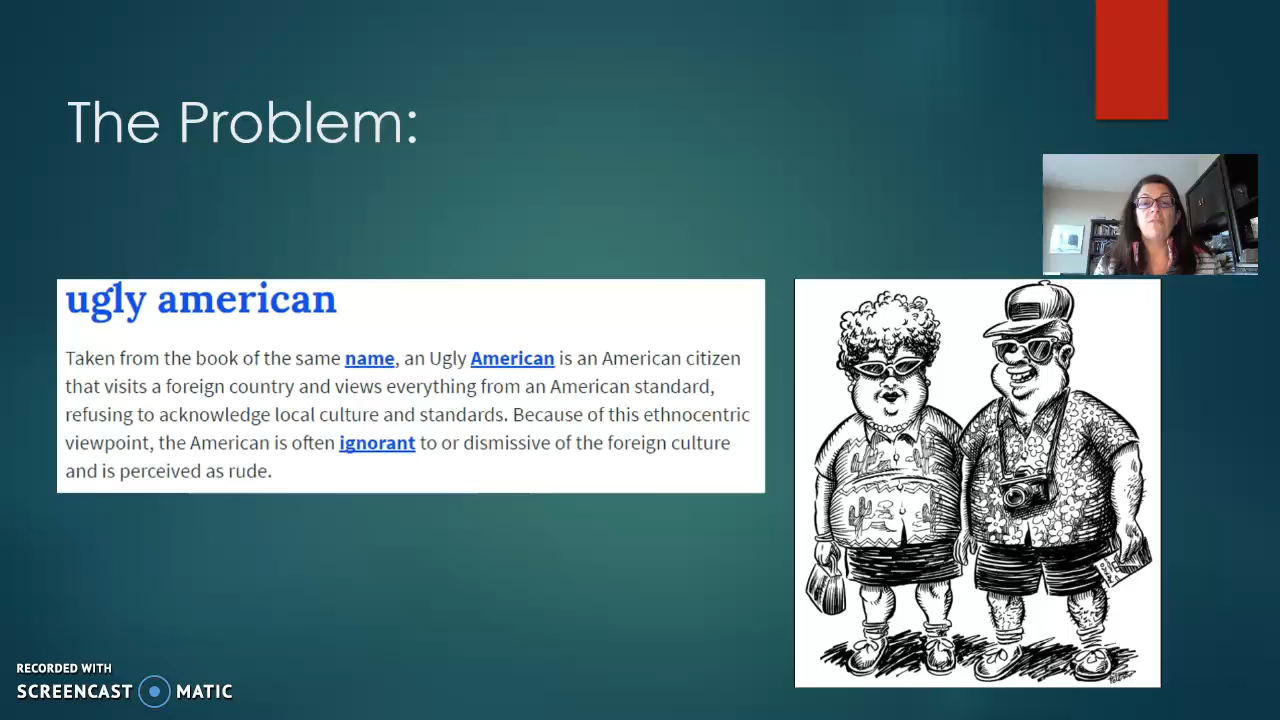 The Problem:
ugly american
Taken from the book of the same name, an Ugly American is an American citizen
that visits a foreign country and views everything from an American standard,
refusing to acknowledge local culture and standards. Because of this ethnocentric
viewpoint, the American is often ignorant to or dismissive of the foreign culture
and is perceived as rude.
RECORDED WITH
SCREENCAST MATIC